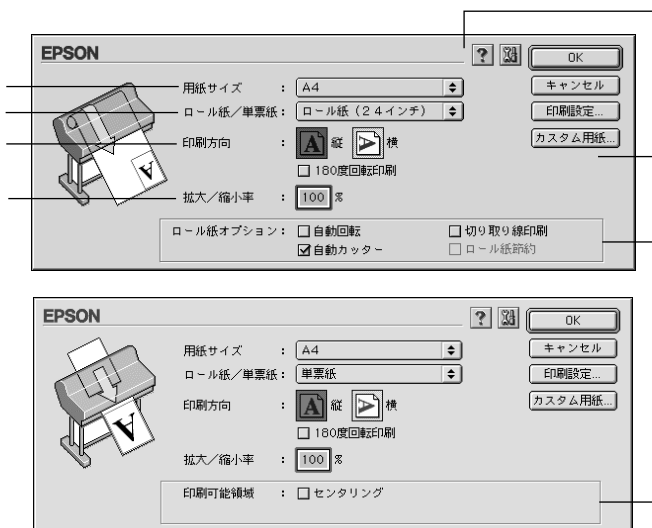 EPSON
? OK
用紙サイズ : A4 キャンセル
ロール紙／単票紙： ロール紙（24インチ） 印刷設定...
印刷方向 : A 縦 A 横 カスタム用紙...
180度回転印刷
拡大／縮小率 : 100 %
ロール紙オプション： 自動回転 切り取り線印刷
自動カッター ロール紙節約
A
EPSON
? OK
用紙サイズ : A4 キャンセル
ロール紙／単票紙： 単票紙 印刷設定...
印刷方向 : A 縦 A 横 カスタム用紙...
180度回転印刷
拡大／縮小率 : 100 %
印刷可能領域 : センタリング
A